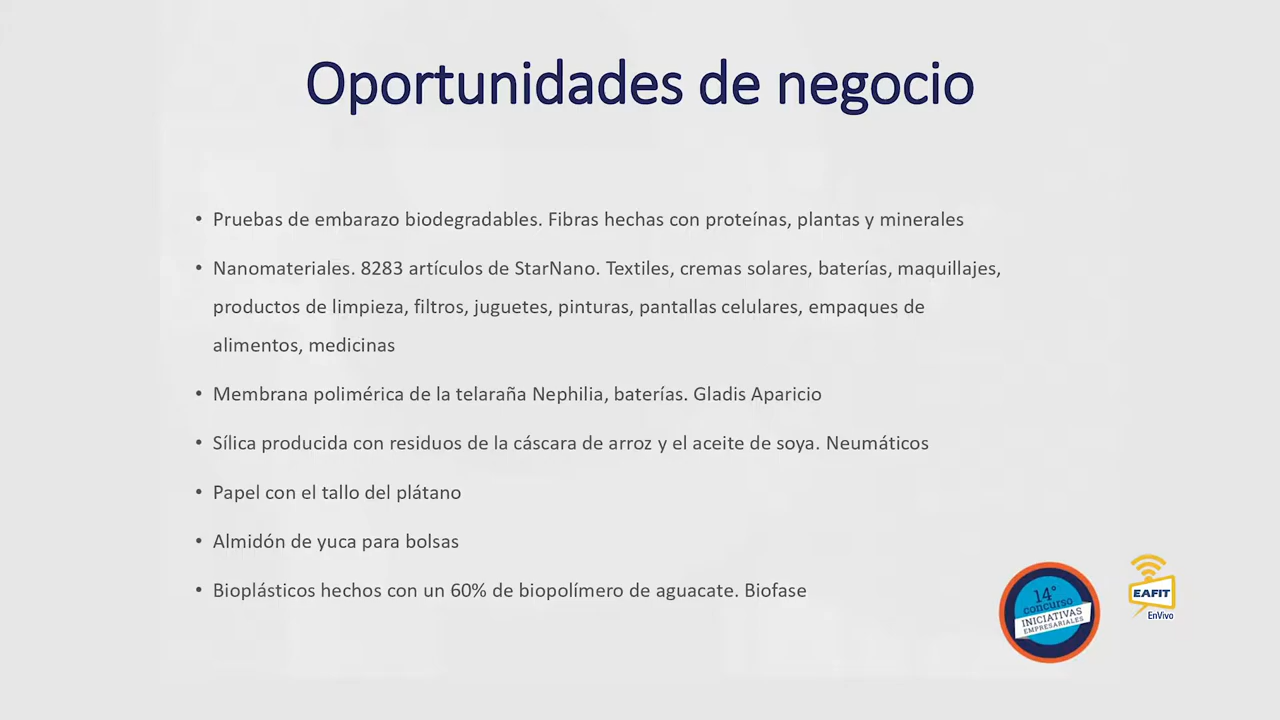 Oportunidades de negocio
• Pruebas de embarazo biodegradables. Fibras hechas con proteínas, plantas y minerales
• Nanomateriales. 8283 artículos de StarNano. Textiles, cremas solares, baterías, maquillajes,
productos de limpieza, filtros, juguetes, pinturas, pantallas celulares, empaques de
alimentos, medicinas
• Membrana polimérica de la telaraña Nephilia, baterías. Gladis Aparicio
• Sílica producida con residuos de la cáscara de arroz y el aceite de soya. Neumáticos
• Papel con el tallo del plátano
• Almidón de yuca para bolsas
• Bioplásticos hechos con un 60% de biopolímero de aguacate. Biofase
14°
concurso
INICIATIVAS
EMPRESARIALES
EAFIT
EnVivo